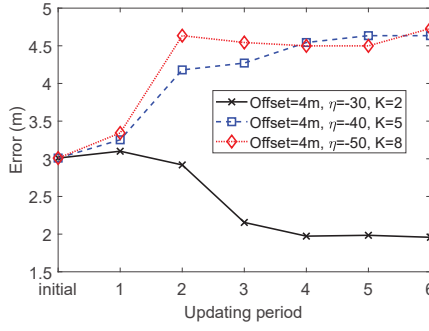 5
4.5
4
3.5
3
2.5
2
1.5
Error (m)
Offset=4m, η=-30, K=2
Offset=4m, η=-40, K=5
Offset=4m, η=-50, K=8
initial 1 2 3 4 5 6
Updating period